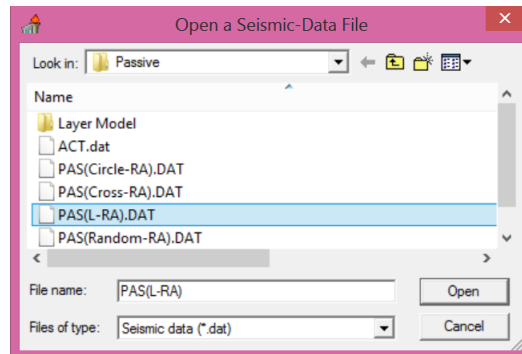 Open a Seismic-Data File
Look in: Passive
Name
Layer Model
ACT.dat
PAS(Circle-RA).DAT
PAS(Cross-RA).DAT
PAS(L-RA).DAT
PAS(Random-RA).DAT
File name: PAS(L-RA) Open
Files of type: Seismic data (*.dat) Cancel